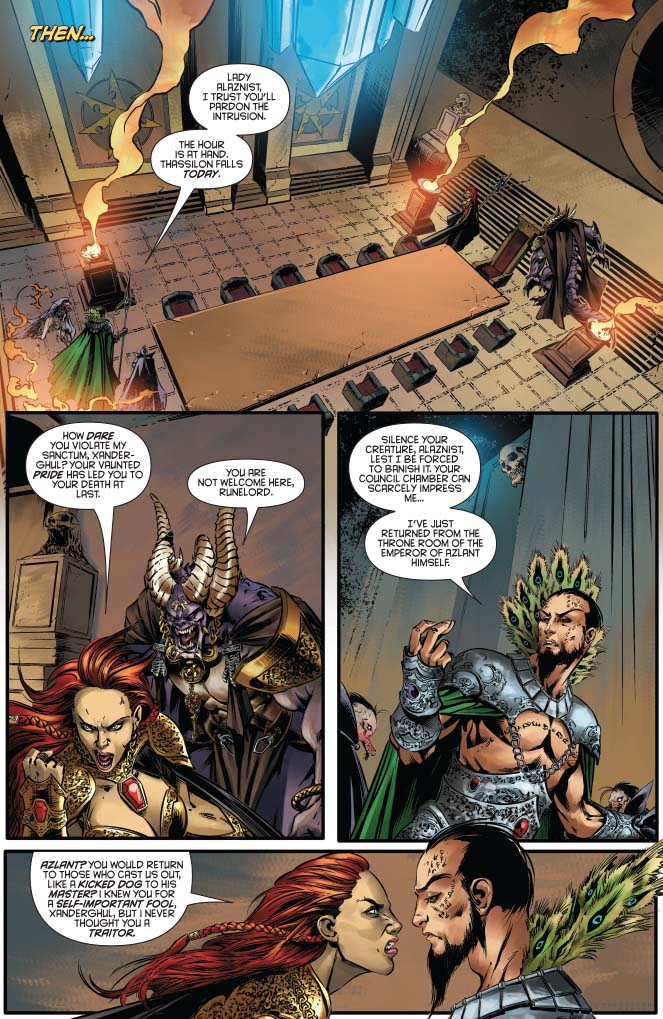 THEN...
LADY
ALAZNIST,
I TRUST YOU'LL
PARDON THE
INTRUSION.
THE HOUR
IS AT HAND.
THASSILON FALLS
TODAY.
HOW DARE
YOU VIOLATE MY
SANCTUM, XANDER-
GHUL? YOUR VAUNTED
PRIDE HAS LED YOU TO
YOUR DEATH AT
LAST.
YOU ARE
NOT WELCOME HERE,
RUNELORD.
SILENCE YOUR
CREATURE, ALAZNIST,
LEST I BE FORCED
TO BANISH IT. YOUR
COUNCIL CHAMBER CAN
SCARCELY IMPRESS
ME...
I'VE JUST
RETURNED FROM THE
THRONE ROOM OF THE
EMPEROR OF AZLANT
HIMSELF.
AZLANT? YOU WOULD RETURN
TO THOSE WHO CAST US OUT,
LIKE A KICKED DOG TO HIS
MASTER? I KNEW YOU FOR
A SELF-IMPORTANT FOOL,
XANDERGHUL, BUT I NEVER
THOUGHT YOU A
TRAITOR.